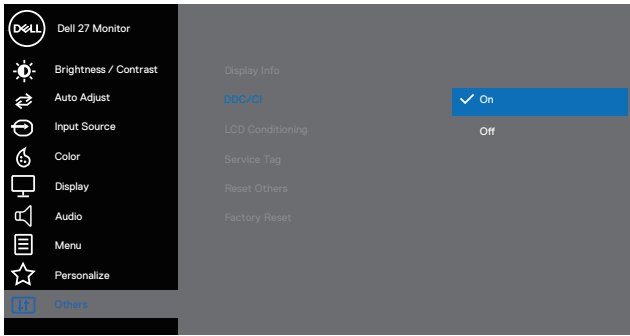 DELL
Dell 27 Monitor
Brightness / Contrast
Auto Adjust
Input Source
Color
Display
Audio
Menu
Personalize
Others
Display Info
DDC/CI
LCD Conditioning
Service Tag
Reset Others
Factory Reset
On
Off